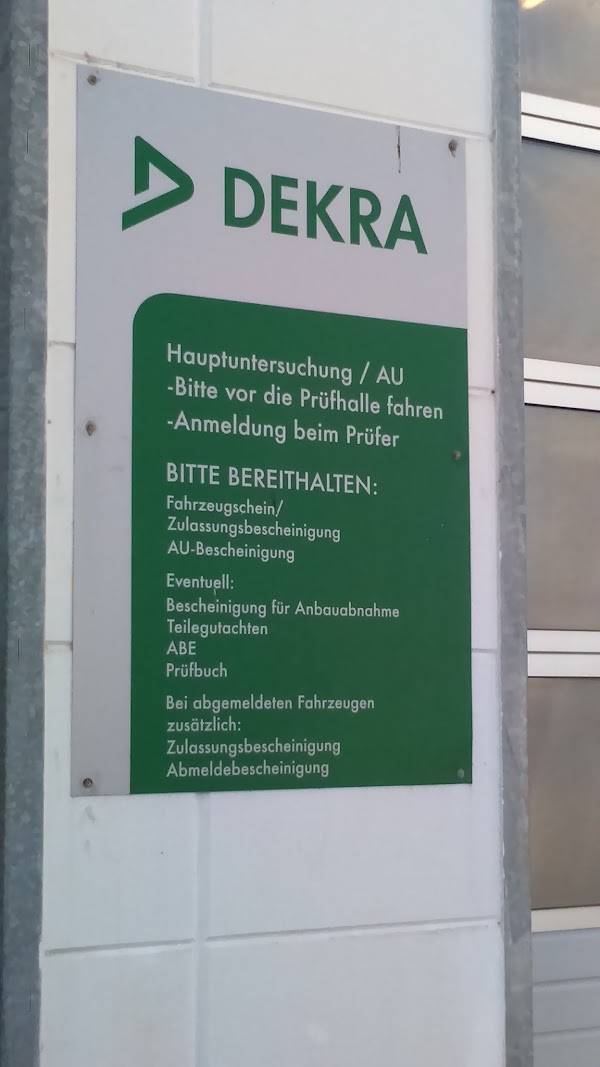 DEKRA
Hauptuntersuchung / AU
-Bitte vor die Prüfhalle fahren
-Anmeldung beim Prüfer
BITTE BEREITHALTEN:
Fahrzeugschein/
Zulassungsbescheinigung
AU-Bescheinigung
Eventuell:
Bescheinigung für Anbauabnahme
Teilegutachten
ABE
Prüfbuch
Bei abgemeldeten Fahrzeugen
zusätzlich:
Zulassungsbescheinigung
Abmeldebescheinigung